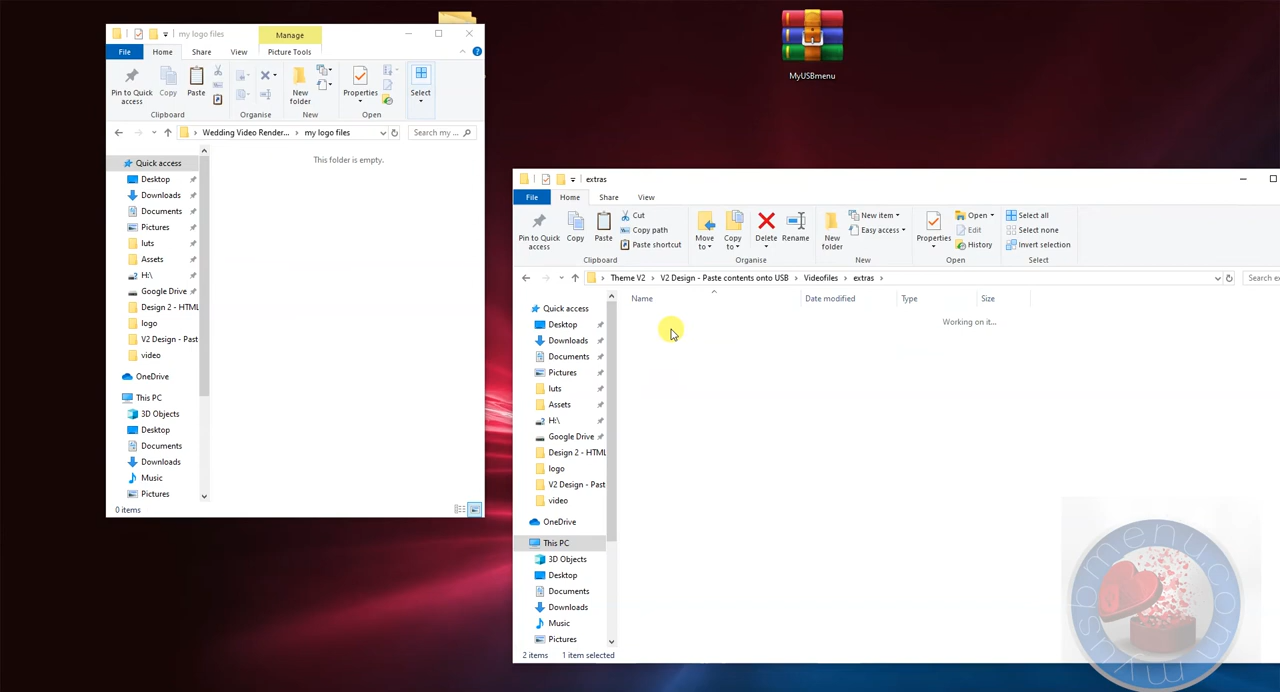 MyUSBmenu
my logo files
Manage
File
Home
Share
View
Picture Tools
Pin to Quick access
Copy
Paste
New folder
Properties
Select
Clipboard
Organise
New
Open
Wedding Video Render... › my logo files
Search my ...
Quick access
Desktop
Downloads
Documents
Pictures
luts
Assets
H:\
Google Drive
Design 2 - HTML
logo
V2 Design - Past
video
OneDrive
This PC
3D Objects
Desktop
Documents
Downloads
Music
Pictures
This folder is empty.
0 items
extras
File
Home
Share
View
Pin to Quick access
Copy
Paste
Cut
Copy path
Paste shortcut
Move to
Copy to
Delete
Rename
New folder
New item
Easy access
Properties
Open
Edit
History
Select all
Select none
Invert selection
Clipboard
Organise
New
Open
Select
Theme V2 › V2 Design - Paste contents onto USB › Videofiles › extras ›
Search ex
Name
Date modified
Type
Size
Working on it...
Quick access
Desktop
Downloads
Documents
Pictures
luts
Assets
H:\
Google Drive
Design 2 - HTML
logo
V2 Design - Past
video
OneDrive
This PC
3D Objects
Desktop
Documents
Downloads
Music
Pictures
2 items
1 item selected
myusbmenu.com